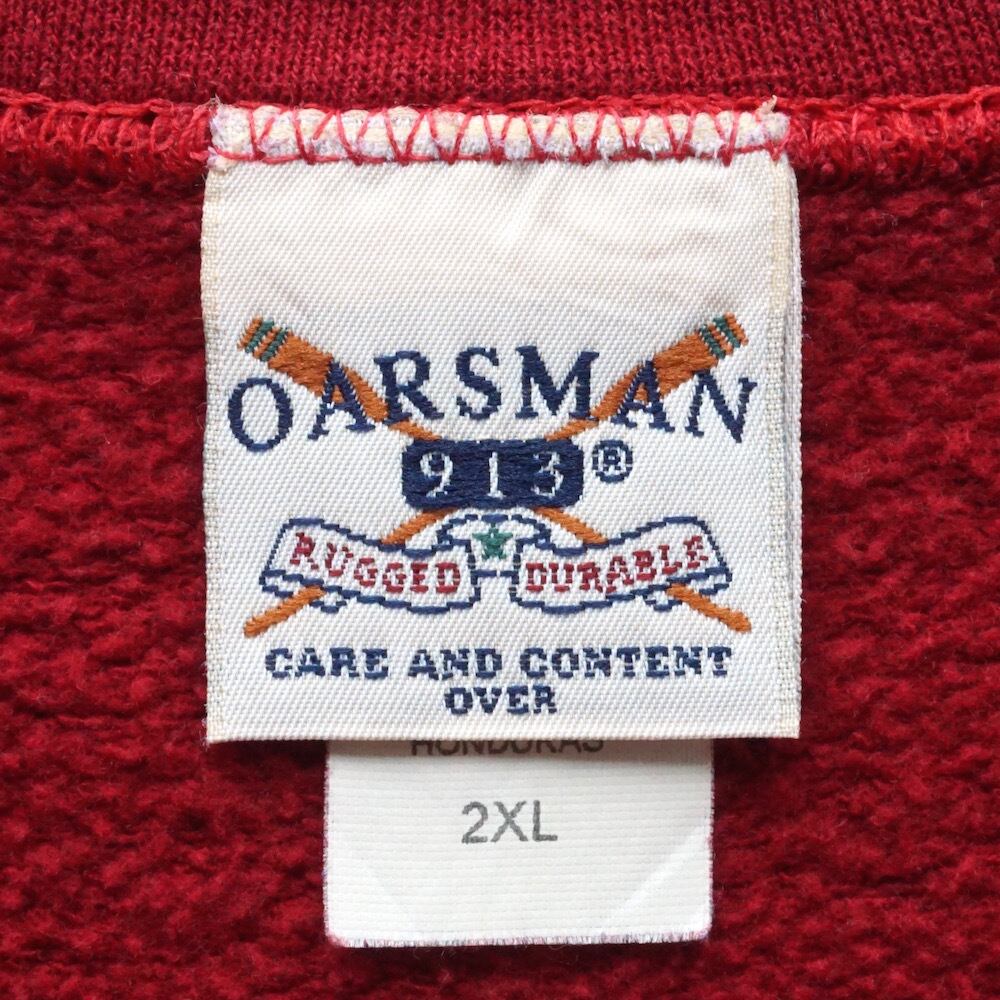 OARSMAN
913®
RUGGED DURABLE
CARE AND CONTENT
OVER
HONDURAS
2XL